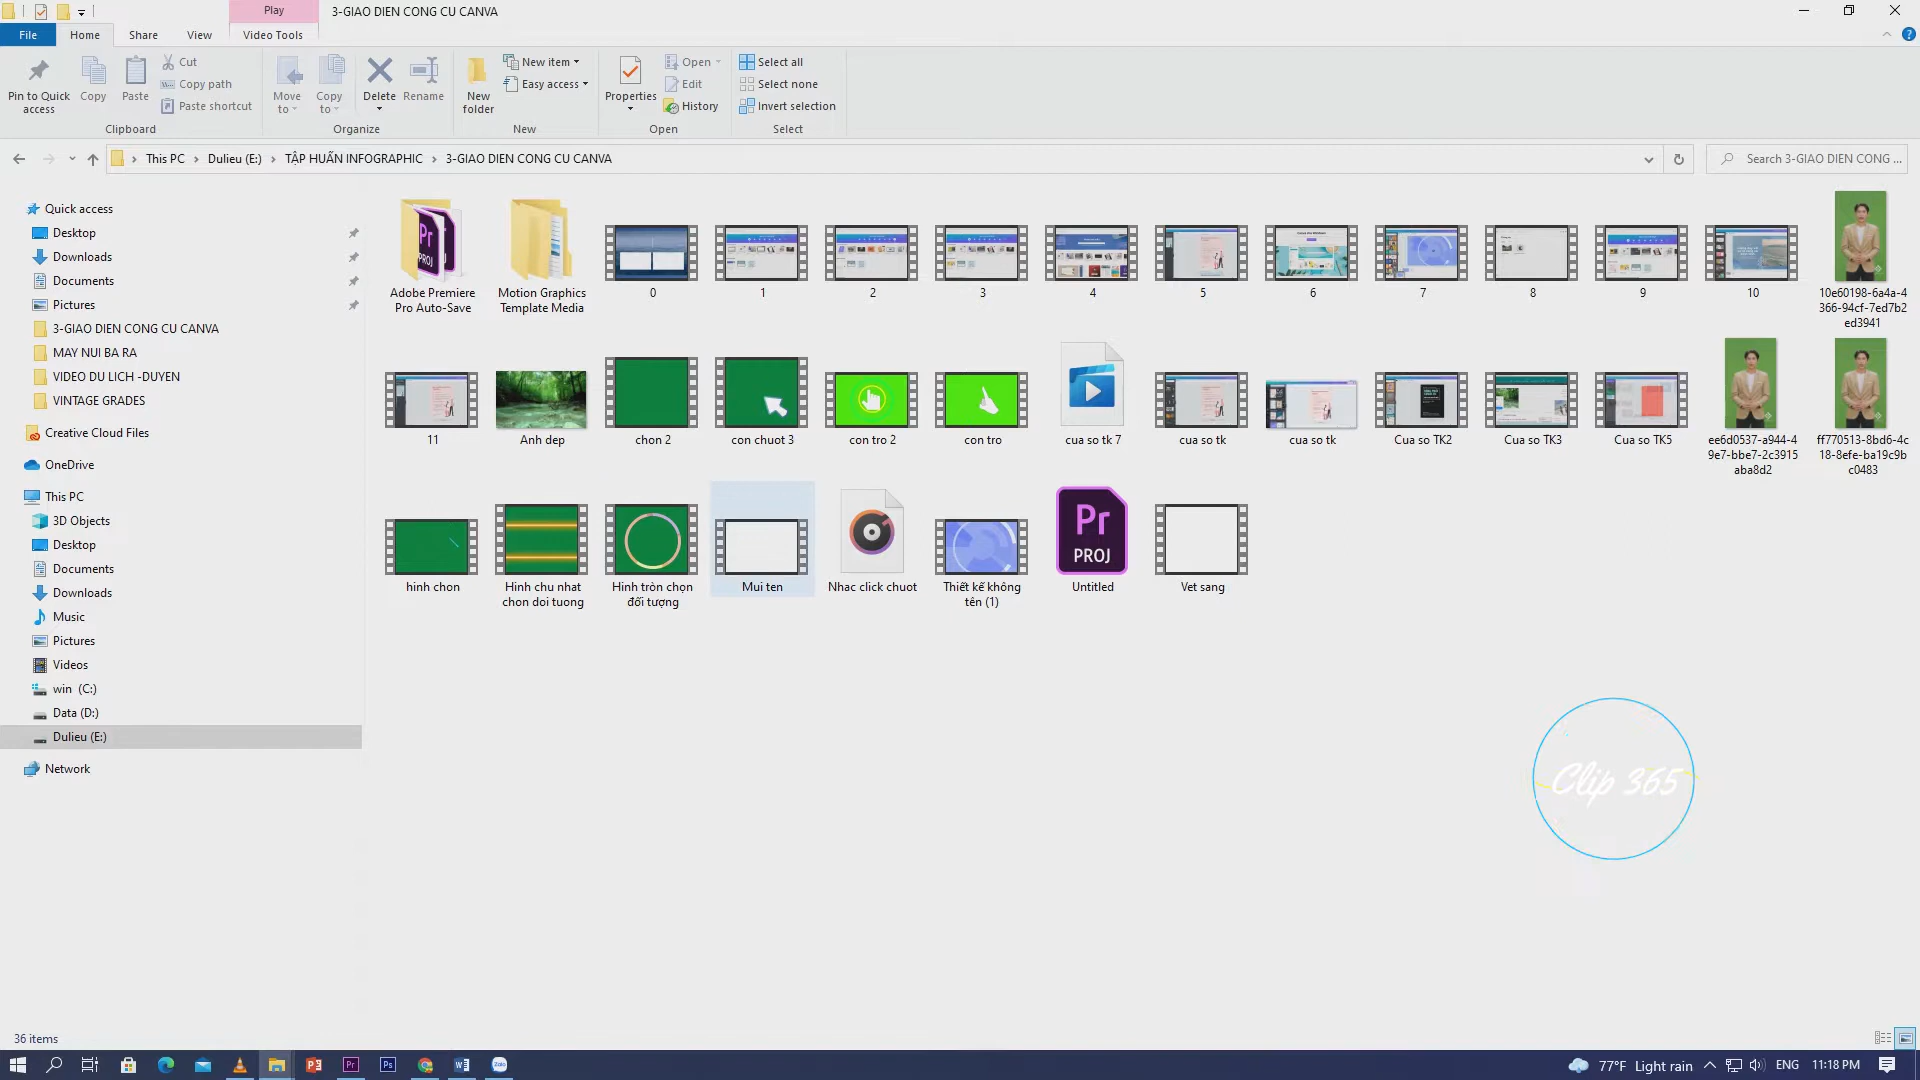 Play
3-GIAO DIEN CONG CU CANVA
File
Home
Share
View
Video Tools
Pin to Quick access
Copy
Paste
Cut
Copy path
Paste shortcut
Clipboard
Move to
Copy to
Delete
Rename
Organize
New folder
New item
Easy access
New
Properties
Open
Edit
History
Open
Select all
Select none
Invert selection
Select
This PC
Dulieu (E:)
TẬP HUẤN INFOGRAPHIC
3-GIAO DIEN CONG CU CANVA
Search 3-GIAO DIEN CONG ...
Quick access
Desktop
Downloads
Documents
Pictures
3-GIAO DIEN CONG CU CANVA
MAY NUI BA RA
VIDEO DU LICH -DUYEN
VINTAGE GRADES
Creative Cloud Files
OneDrive
This PC
3D Objects
Desktop
Documents
Downloads
Music
Pictures
Videos
win (C:)
Data (D:)
Dulieu (E:)
Network
Adobe Premiere
Pro Auto-Save
Motion Graphics
Template Media
0
1
2
3
4
5
6
7
8
9
10
10e60198-6a4a-4
366-94cf-7ed7b2
ed3941
11
Anh dep
chon 2
con chuot 3
con tro 2
con tro
cua so tk 7
cua so tk
cua so tk
Cua so TK2
Cua so TK3
Cua so TK5
ee6d0537-a944-4
9e7-bbe7-2c3915
aba8d2
ff770513-8bd6-4c
18-8efe-ba19c9b
c0483
hinh chon
Hinh chu nhat
chon doi tuong
Hình tròn chọn
đối tượng
Mui ten
Nhac click chuot
Thiết kế không
tên (1)
Pr
PROJ
Untitled
Vet sang
Clip 365
36 items
77°F Light rain
ENG
11:18 PM